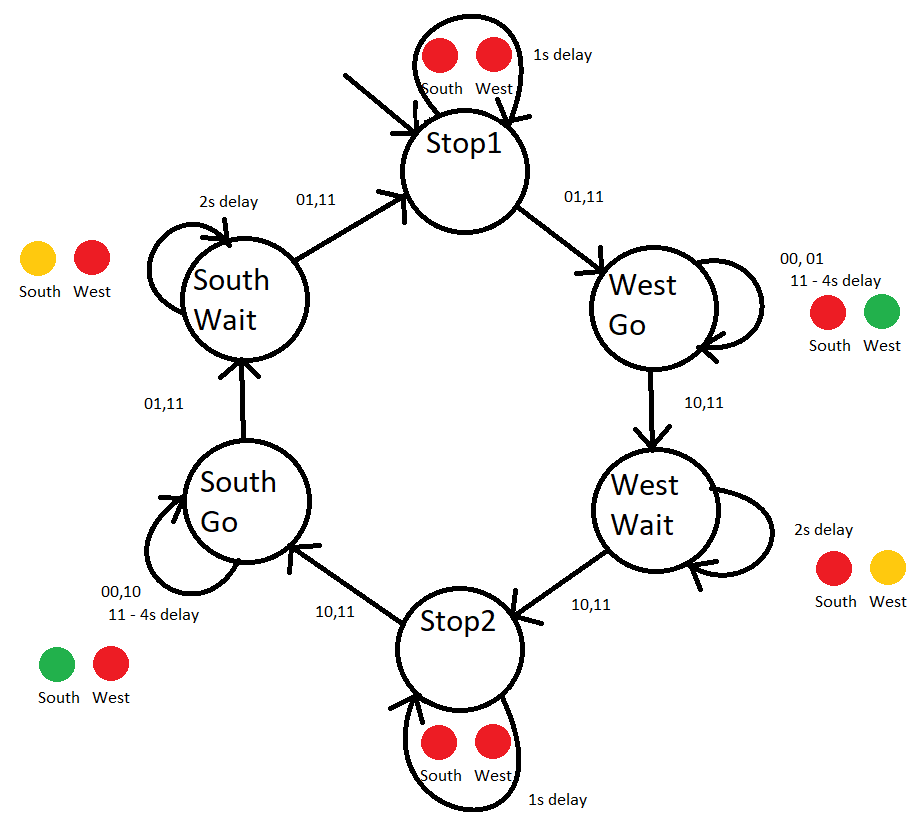 1s delay
South West
Stop1
2s delay
01,11
01,11
South
Wait
South West
West
Go
00, 01
11 - 4s delay
South West
01,11
10,11
South
Go
West
Wait
2s delay
South West
00,10
11 - 4s delay
10,11
10,11
Stop2
South West
South West
1s delay